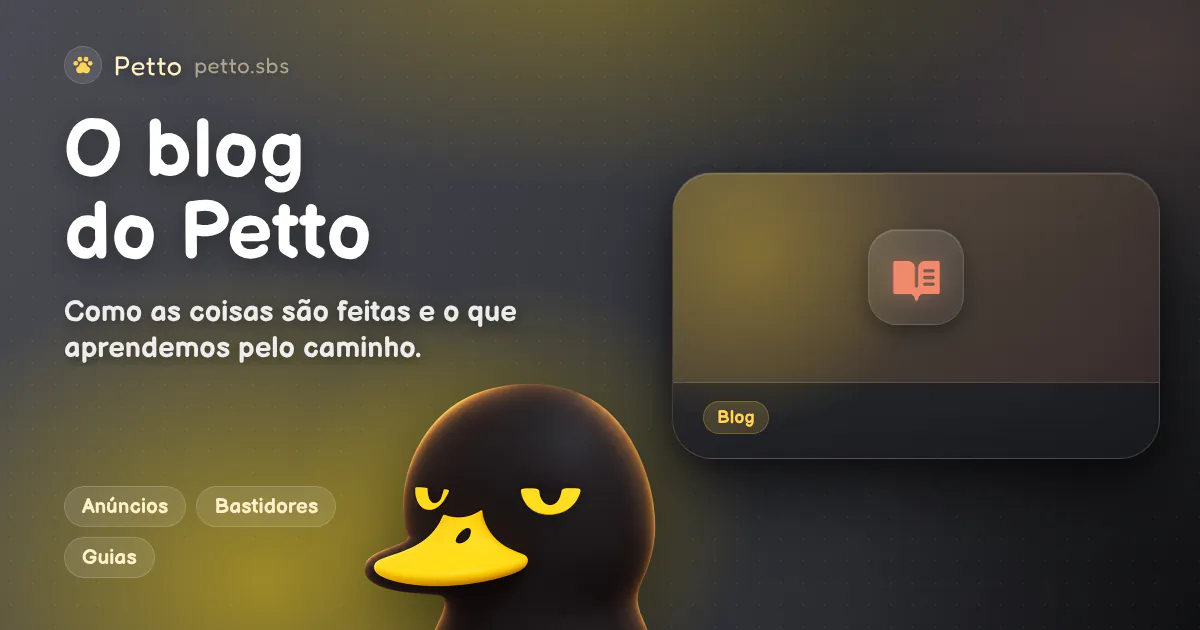 Petto petto.sbs
O blog
do Petto
Como as coisas são feitas e o que
aprendemos pelo caminho.
Blog
Anúncios Bastidores
Guias